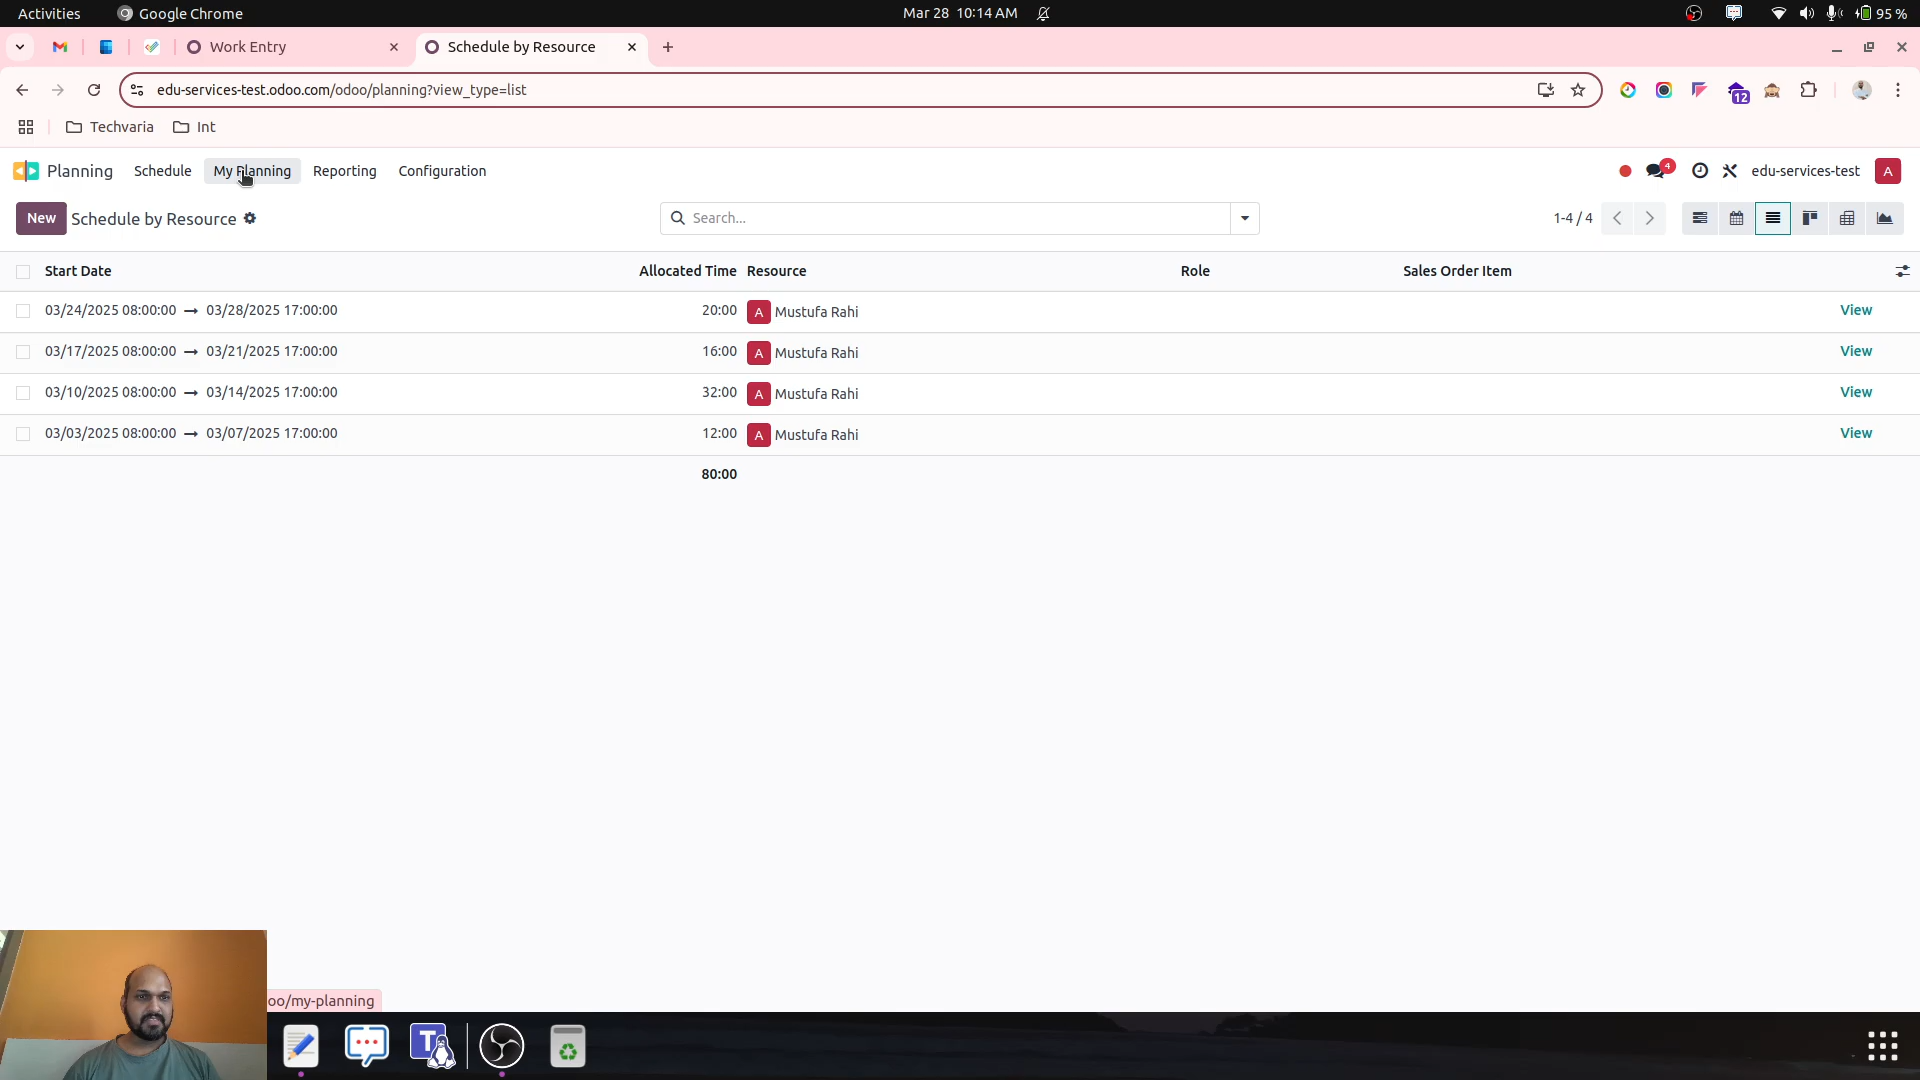 Activities Google Chrome Mar 28 10:14 AM 95 %
Work Entry Schedule by Resource
edu-services-test.odoo.com/odoo/planning?view_type=list 12
Techvaria Int
Planning Schedule My Planning Reporting Configuration 4 edu-services-test A
New Schedule by Resource Search... 1-4 / 4
Start Date Allocated Time Resource Role Sales Order Item
03/24/2025 08:00:00 → 03/28/2025 17:00:00 20:00 A Mustufa Rahi View
03/17/2025 08:00:00 → 03/21/2025 17:00:00 16:00 A Mustufa Rahi View
03/10/2025 08:00:00 → 03/14/2025 17:00:00 32:00 A Mustufa Rahi View
03/03/2025 08:00:00 → 03/07/2025 17:00:00 12:00 A Mustufa Rahi View
80:00
oo/my-planning
T